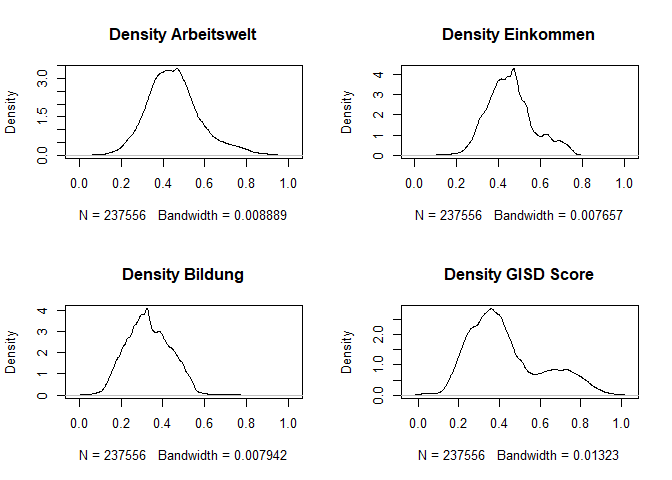 Density Arbeitswelt
Density
0.0 1.5 3.0
0.0 0.2 0.4 0.6 0.8 1.0
N = 237556 Bandwidth = 0.008889
Density Einkommen
Density
0 1 2 3 4
0.0 0.2 0.4 0.6 0.8 1.0
N = 237556 Bandwidth = 0.007657
Density Bildung
Density
0 1 2 3 4
0.0 0.2 0.4 0.6 0.8 1.0
N = 237556 Bandwidth = 0.007942
Density GISD Score
Density
0.0 1.0 2.0
0.0 0.2 0.4 0.6 0.8 1.0
N = 237556 Bandwidth = 0.01323